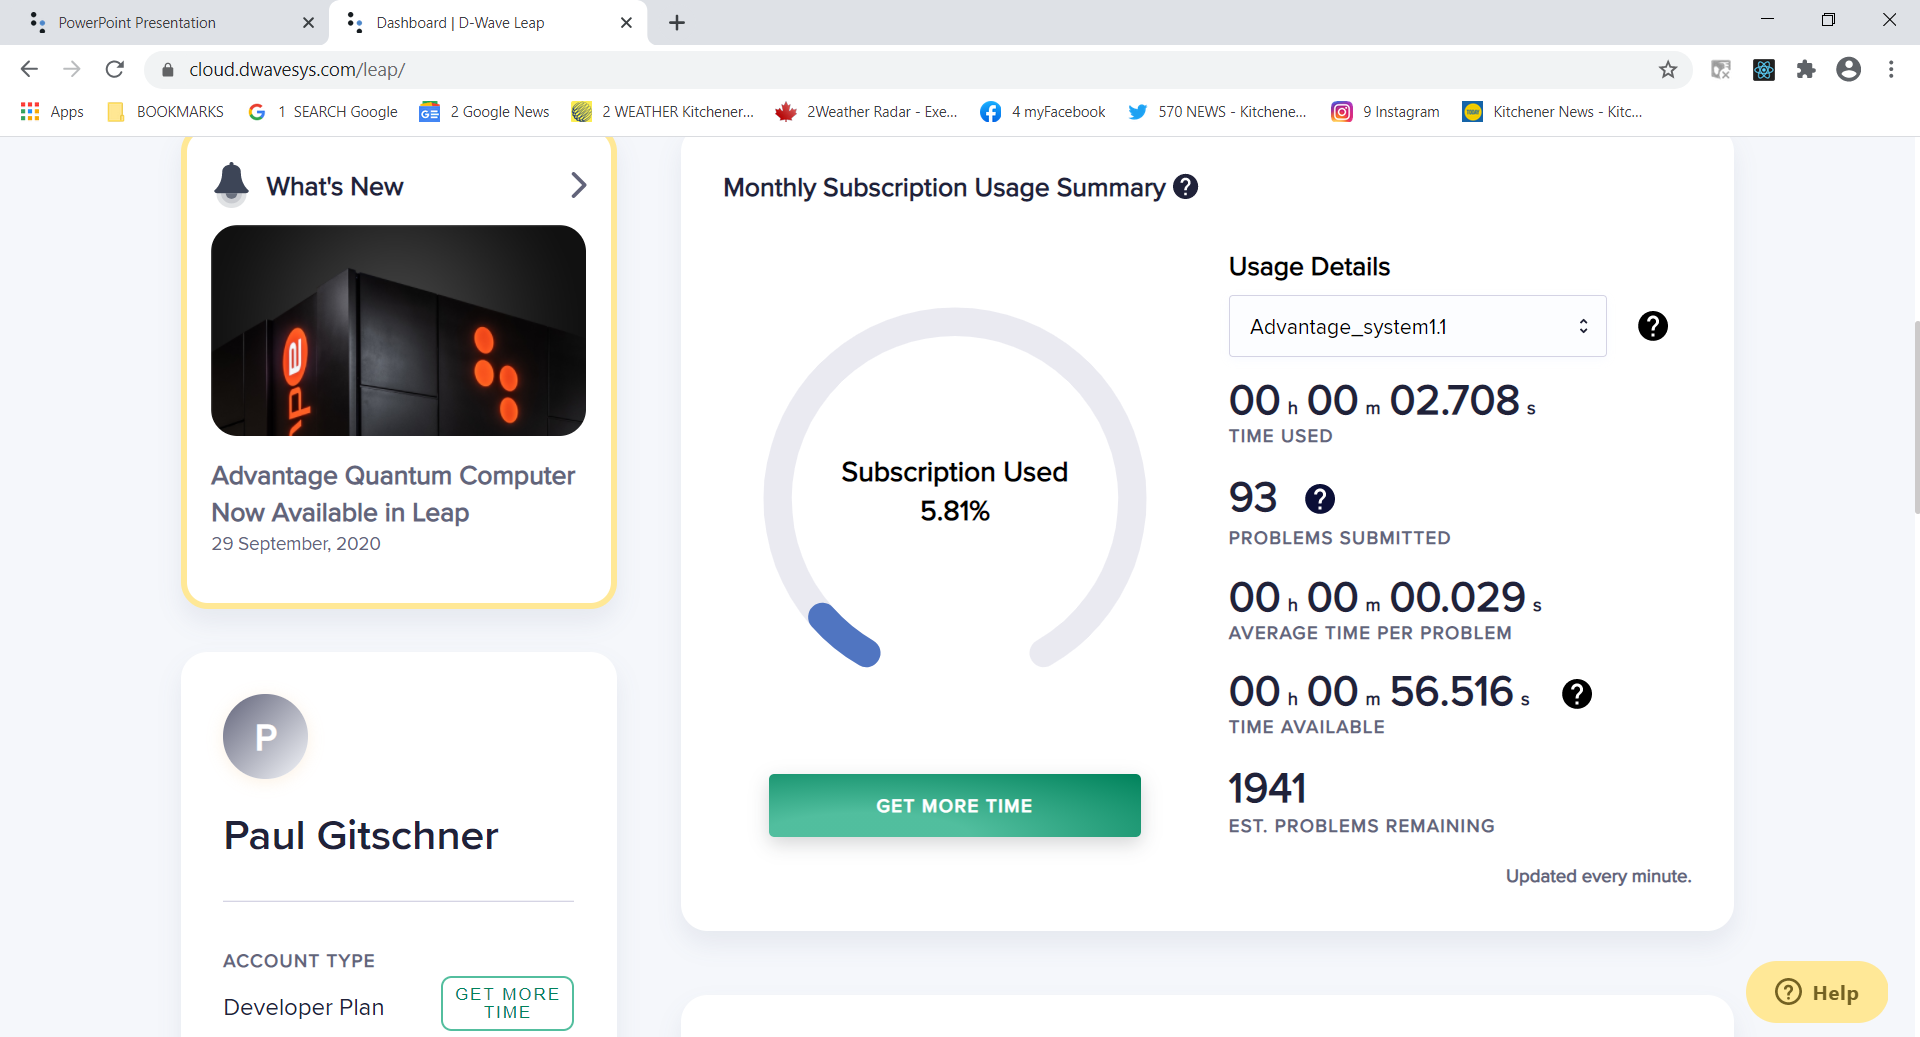 PowerPoint Presentation
Dashboard | D-Wave Leap
cloud.dwavesys.com/leap/
Apps
BOOKMARKS
1 SEARCH Google
2 Google News
2 WEATHER Kitchener...
2Weather Radar - Exe...
4 myFacebook
570 NEWS - Kitchene...
9 Instagram
Kitchener News - Kitc...
What's New
Advantage Quantum Computer
Now Available in Leap
29 September, 2020
P
Paul Gitschner
ACCOUNT TYPE
Developer Plan
GET MORE
TIME
Monthly Subscription Usage Summary ?
Subscription Used
5.81%
GET MORE TIME
Usage Details
Advantage_system1.1
?
00 h 00 m 02.708 s
TIME USED
93 ?
PROBLEMS SUBMITTED
00 h 00 m 00.029 s
AVERAGE TIME PER PROBLEM
00 h 00 m 56.516 s ?
TIME AVAILABLE
1941
EST. PROBLEMS REMAINING
Updated every minute.
? Help